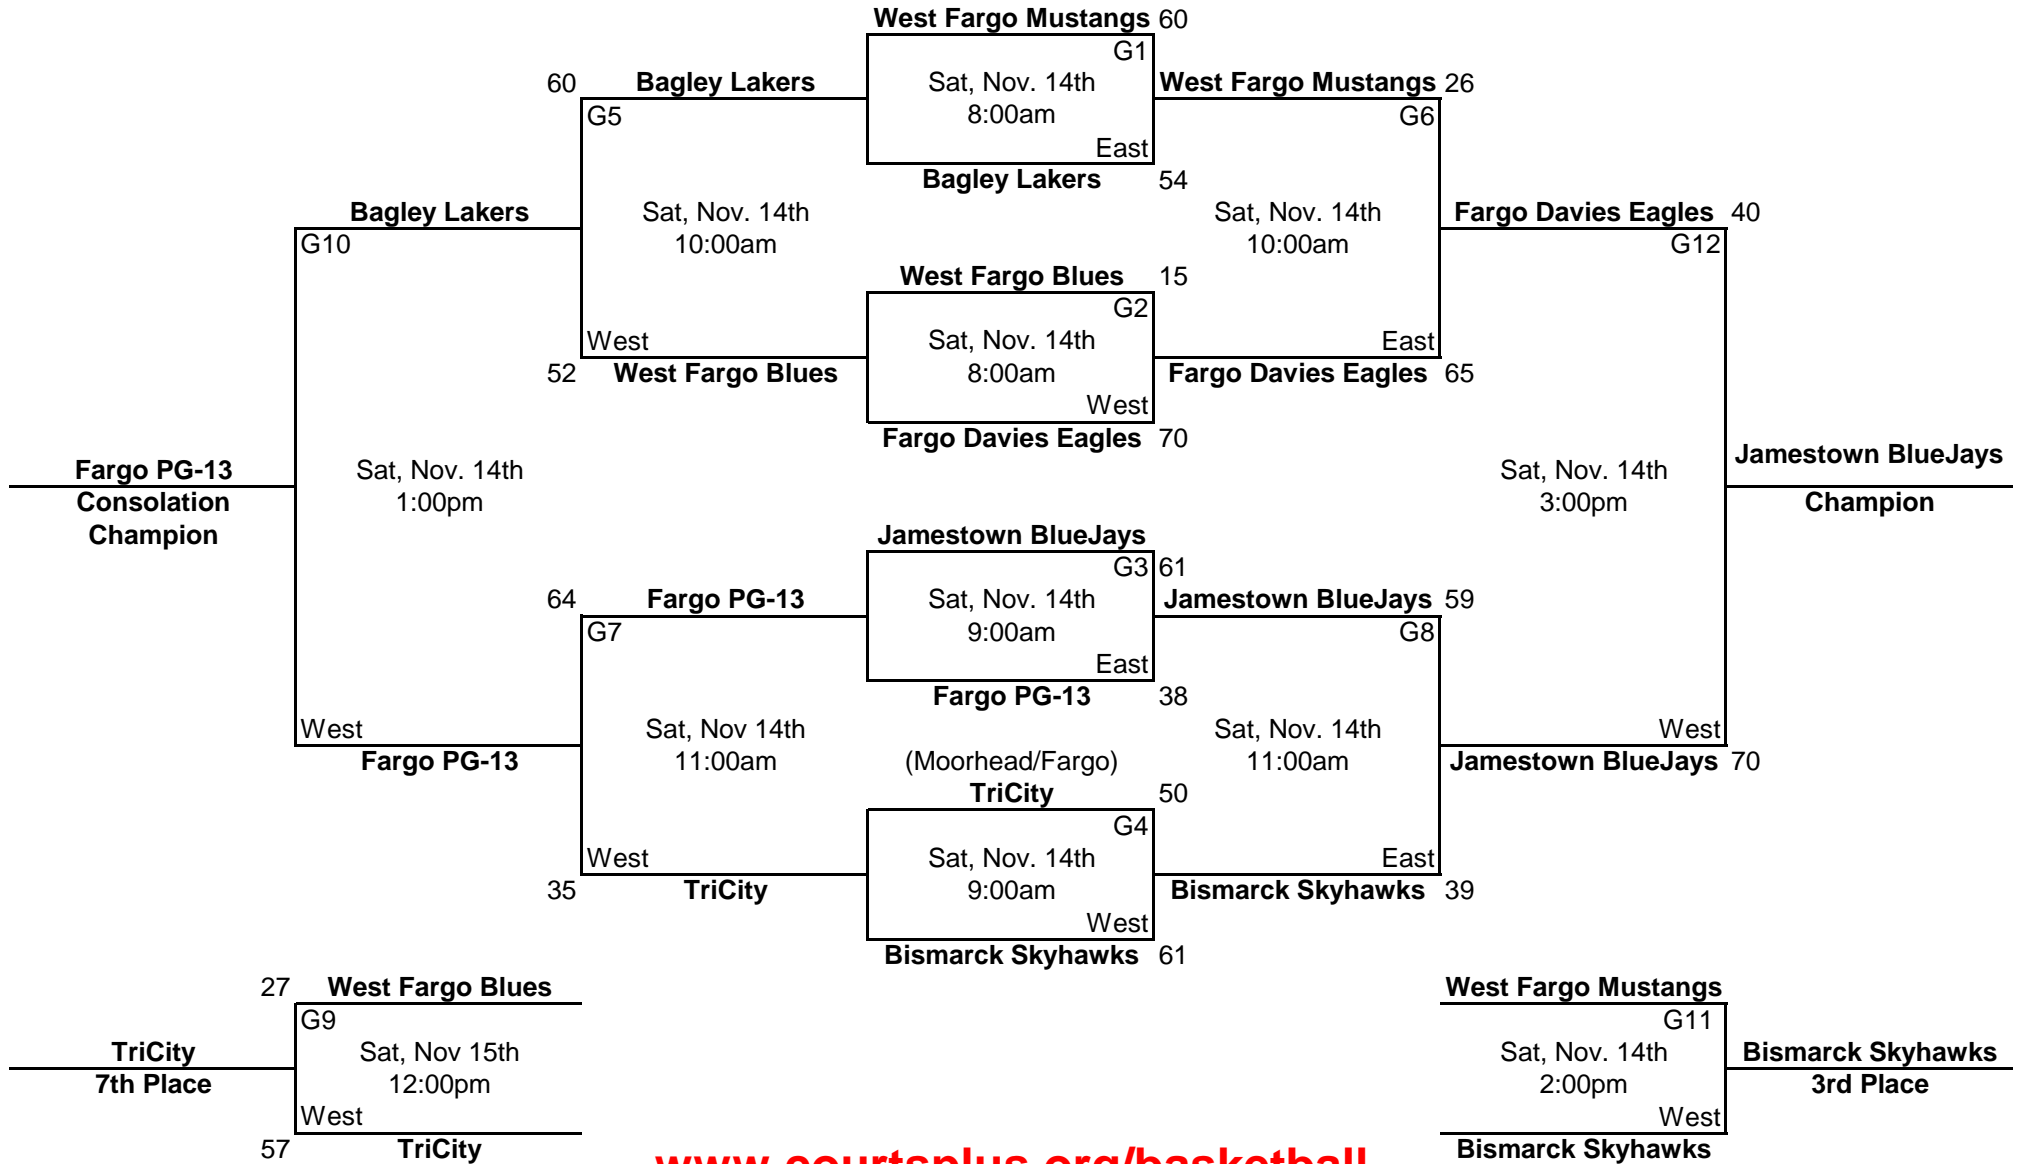 West Fargo Mustangs 60
G1
60 Bagley Lakers Sat, Nov. 14th West Fargo Mustangs 26
G5 8:00am G6
East
Bagley Lakers 54
Bagley Lakers Sat, Nov. 14th Sat, Nov. 14th Fargo Davies Eagles 40
G10 10:00am 10:00am G12
West Fargo Blues 15
G2
West Sat, Nov. 14th East
52 West Fargo Blues 8:00am Fargo Davies Eagles 65
West
Fargo Davies Eagles 70
Jamestown BlueJays
Fargo PG-13 Sat, Nov. 14th Sat, Nov. 14th
Consolation 1:00pm 3:00pm Champion
Champion
Jamestown BlueJays
G3 61
64 Fargo PG-13 Sat, Nov. 14th Jamestown BlueJays 59
G7 9:00am G8
East
Fargo PG-13 38
West Sat, Nov 14th Sat, Nov. 14th West
Fargo PG-13 11:00am (Moorhead/Fargo) 11:00am Jamestown BlueJays 70
TriCity 50
G4
West Sat, Nov. 14th East
35 TriCity 9:00am Bismarck Skyhawks 39
West
Bismarck Skyhawks 61
27 West Fargo Blues West Fargo Mustangs
G9 G11
TriCity Sat, Nov 15th Sat, Nov. 14th Bismarck Skyhawks
7th Place 12:00pm 2:00pm 3rd Place
West West
57 TriCity www.courtsplus.org/basketball Bismarck Skyhawks